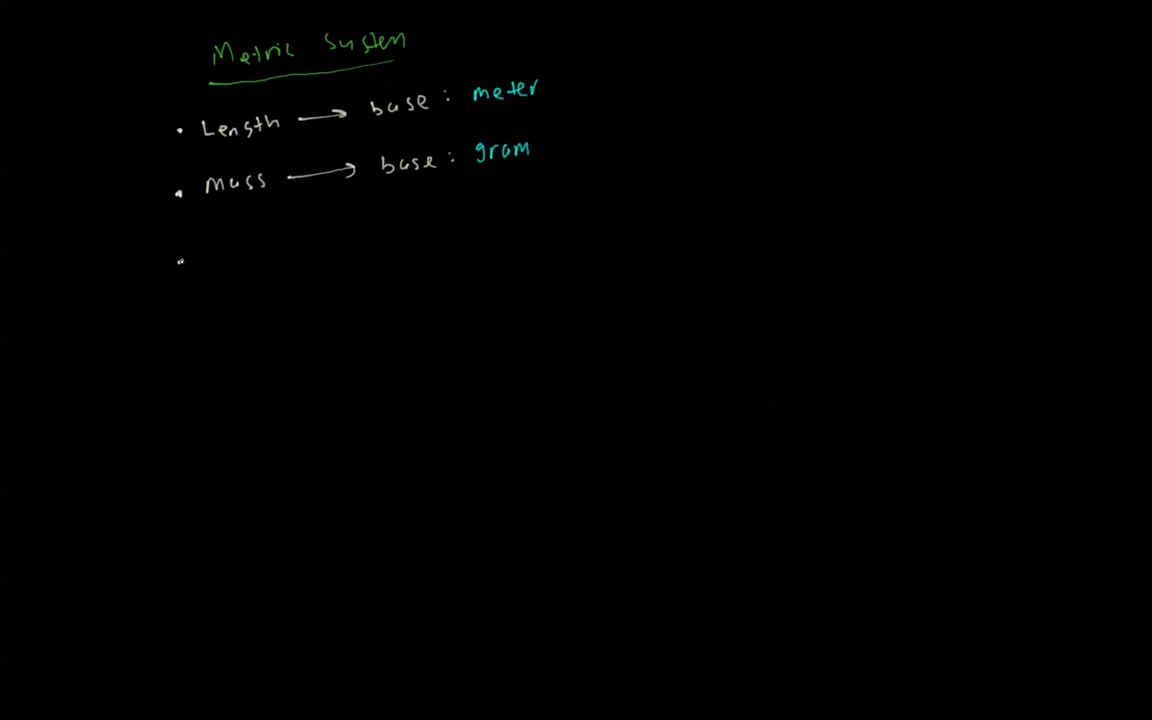 Metric System
• Length → base : meter
• Mass → base : gram
•